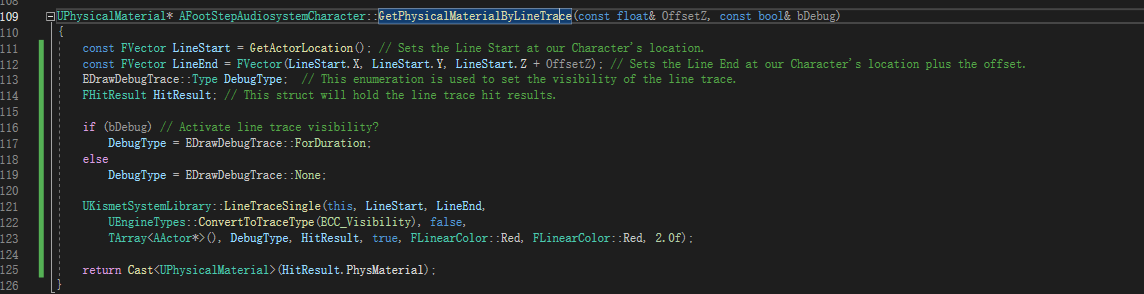 109 UPhysicalMaterial* AFootStepAudiosystemCharacter::GetPhysicalMaterialByLineTrace(const float& OffsetZ, const bool& bDebug)
110 {
111 const FVector LineStart = GetActorLocation(); // Sets the Line Start at our Character's location.
112 const FVector LineEnd = FVector(LineStart.X, LineStart.Y, LineStart.Z + OffsetZ); // Sets the Line End at our Character's location plus the offset.
113 EDrawDebugTrace::Type DebugType; // This enumeration is used to set the visibility of the line trace.
114 FHitResult HitResult; // This struct will hold the line trace hit results.
115
116 if (bDebug) // Activate line trace visibility?
117 DebugType = EDrawDebugTrace::ForDuration;
118 else
119 DebugType = EDrawDebugTrace::None;
120
121 UKismetSystemLibrary::LineTraceSingle(this, LineStart, LineEnd,
122 UEngineTypes::ConvertToTraceType(ECC_Visibility), false,
123 TArray<AActor*>(), DebugType, HitResult, true, FLinearColor::Red, FLinearColor::Red, 2.0f);
124
125 return Cast<UPhysicalMaterial>(HitResult.PhysMaterial);
126 }